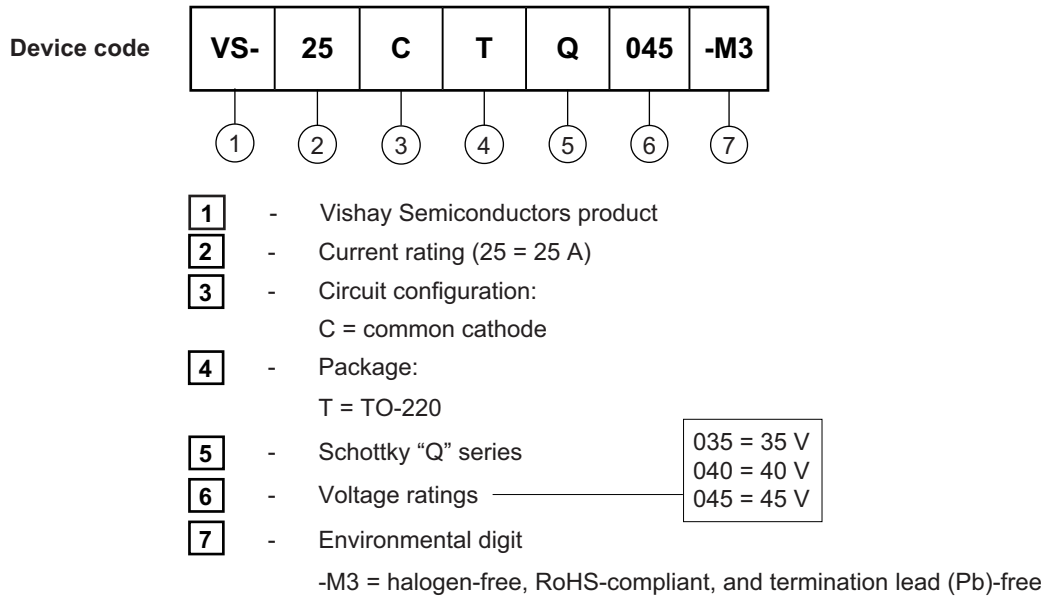 Device code
VS- 25 C T Q 045 -M3
1 2 3 4 5 6 7
1 - Vishay Semiconductors product
2 - Current rating (25 = 25 A)
3 - Circuit configuration:
C = common cathode
4 - Package:
T = TO-220
5 - Schottky “Q” series
6 - Voltage ratings
035 = 35 V
040 = 40 V
045 = 45 V
7 - Environmental digit
-M3 = halogen-free, RoHS-compliant, and termination lead (Pb)-free